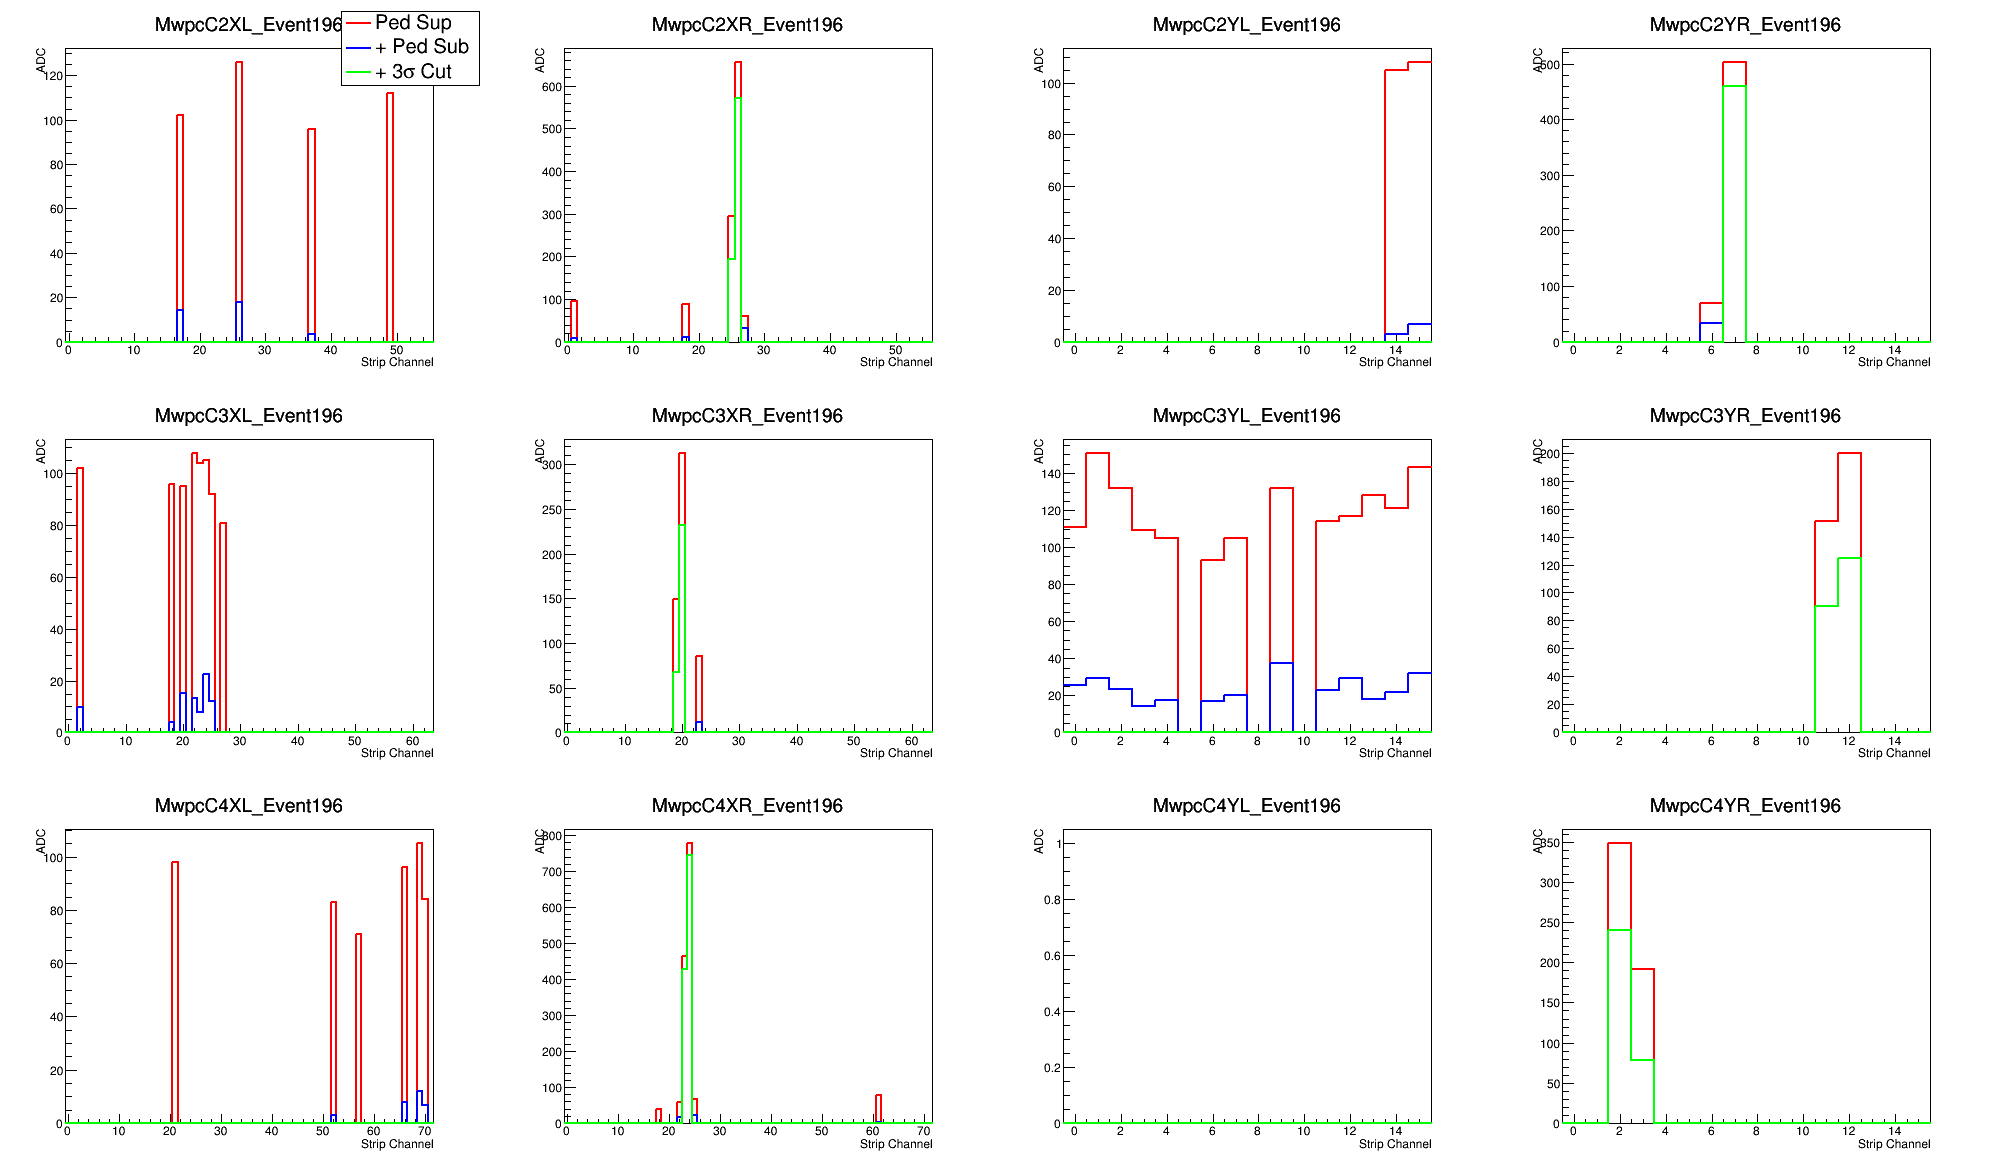 MwpcC2XL_Event196
Ped Sup
+ Ped Sub
+ 3σ Cut
ADC
120
100
80
60
40
20
0
0 10 20 30 40 50
Strip Channel
MwpcC2XR_Event196
ADC
600
500
400
300
200
100
0
0 10 20 30 40 50
Strip Channel
MwpcC2YL_Event196
ADC
100
80
60
40
20
0
0 2 4 6 8 10 12 14
Strip Channel
MwpcC2YR_Event196
ADC
500
400
300
200
100
0
0 2 4 6 8 10 12 14
Strip Channel
MwpcC3XL_Event196
ADC
100
80
60
40
20
0
0 10 20 30 40 50 60
Strip Channel
MwpcC3XR_Event196
ADC
300
250
200
150
100
50
0
0 10 20 30 40 50 60
Strip Channel
MwpcC3YL_Event196
ADC
140
120
100
80
60
40
20
0
0 2 4 6 8 10 12 14
Strip Channel
MwpcC3YR_Event196
ADC
200
180
160
140
120
100
80
60
40
20
0
0 2 4 6 8 10 12 14
Strip Channel
MwpcC4XL_Event196
ADC
100
80
60
40
20
0
0 10 20 30 40 50 60 70
Strip Channel
MwpcC4XR_Event196
ADC
800
700
600
500
400
300
200
100
0
0 10 20 30 40 50 60 70
Strip Channel
MwpcC4YL_Event196
ADC
1
0.8
0.6
0.4
0.2
0
0 2 4 6 8 10 12 14
Strip Channel
MwpcC4YR_Event196
ADC
350
300
250
200
150
100
50
0
0 2 4 6 8 10 12 14
Strip Channel